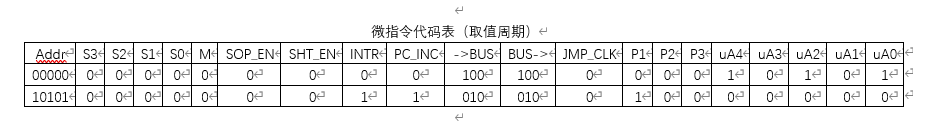 微指令代码表（取值周期）
Addr S3 S2 S1 S0 M SOP_EN SHT_EN INTR PC_INC ->BUS BUS-> JMP_CLK P1 P2 P3 uA4 uA3 uA2 uA1 uA0
00000 0 0 0 0 0 0 0 0 0 100 100 0 0 0 0 1 0 1 0 1
10101 0 0 0 0 0 0 0 1 1 010 010 0 1 0 0 0 0 0 0 0